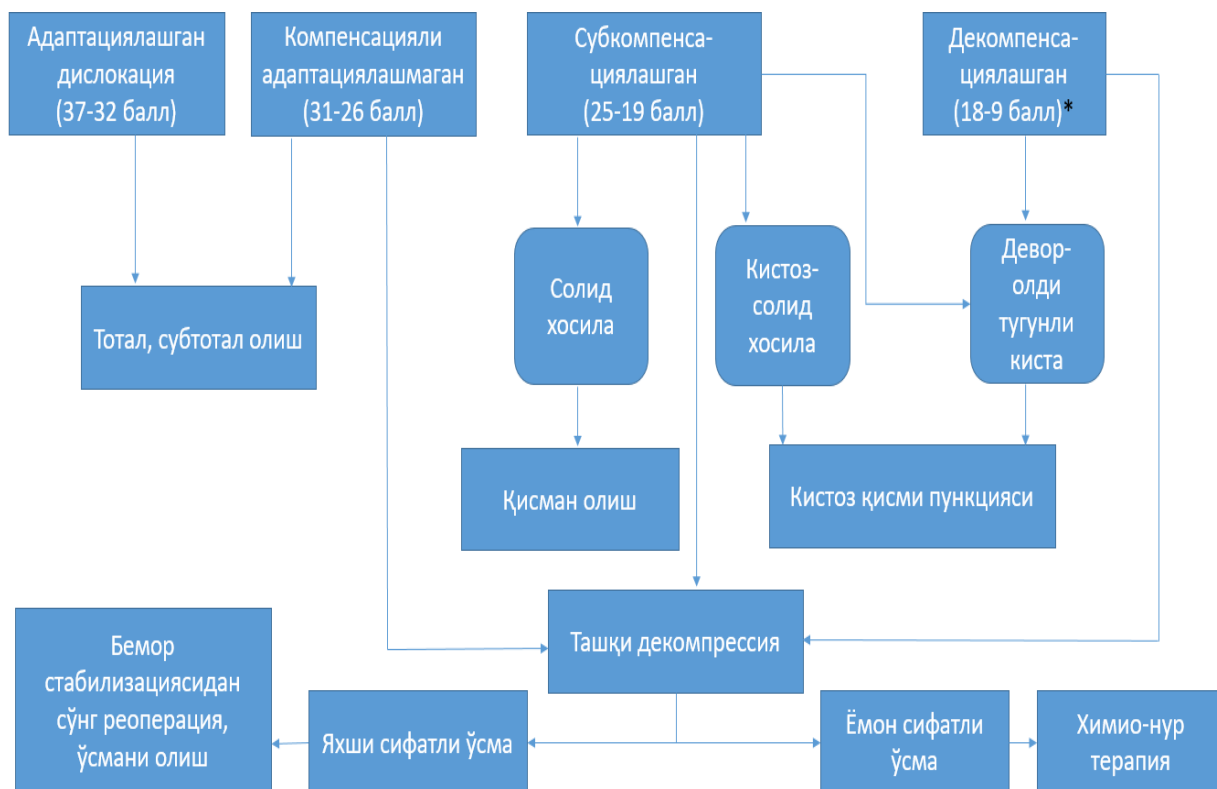 Адаптациялашган
дислокация
(37-32 балл)
Компенсацияли
адаптациялашмаган
(31-26 балл)
Субкомпенса-
циялашган
(25-19 балл)
Декомпенса-
циялашган
(18-9 балл)*
Тотал, субтотал олиш
Солид
хосила
Кистоз-
солид
хосила
Девор-
олди
тугунли
киста
Қисман олиш
Кистоз қисми пункцияси
Ташқи декомпрессия
Бемор
стабилизациясидан
сўнг реоперация,
ўсмани олиш
Яхши сифатли ўсма
Ёмон сифатли
ўсма
Химио-нур
терапия